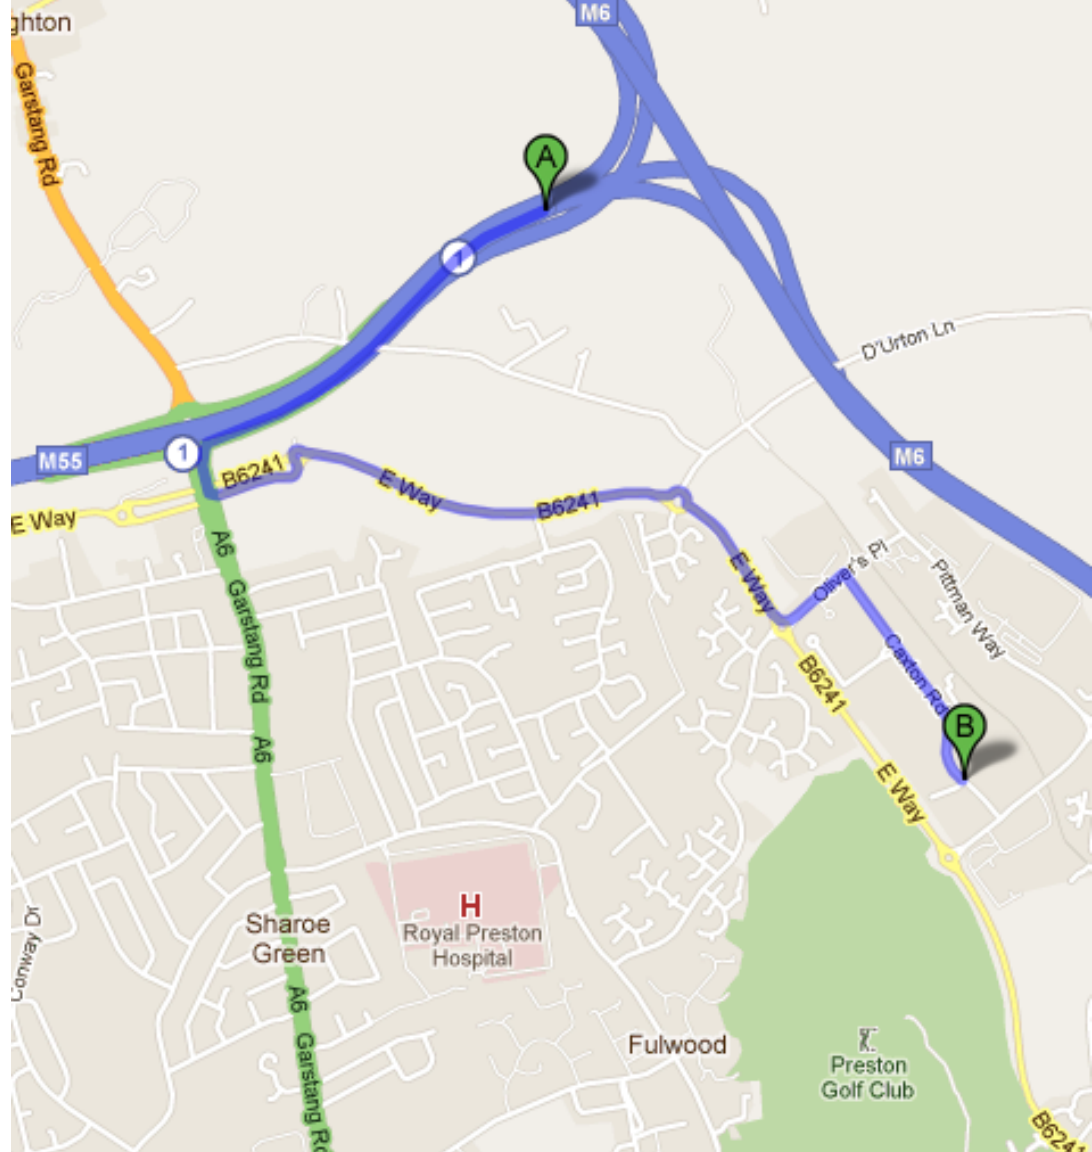 M6
ghton
Garstang Rd
A
1
D'Urton Ln
M55
1
B6241
M6
E Way
B6241
E Way
A6
Garstang Rd
E Way
Oliver's Pl
Pittman Way
Caxton Rd
B6241
B
A6
E Way
H
Royal Preston
Hospital
Sharoe
Green
Conway Dr
A6
Garstang Rd
Fulwood
Preston
Golf Club
B6241